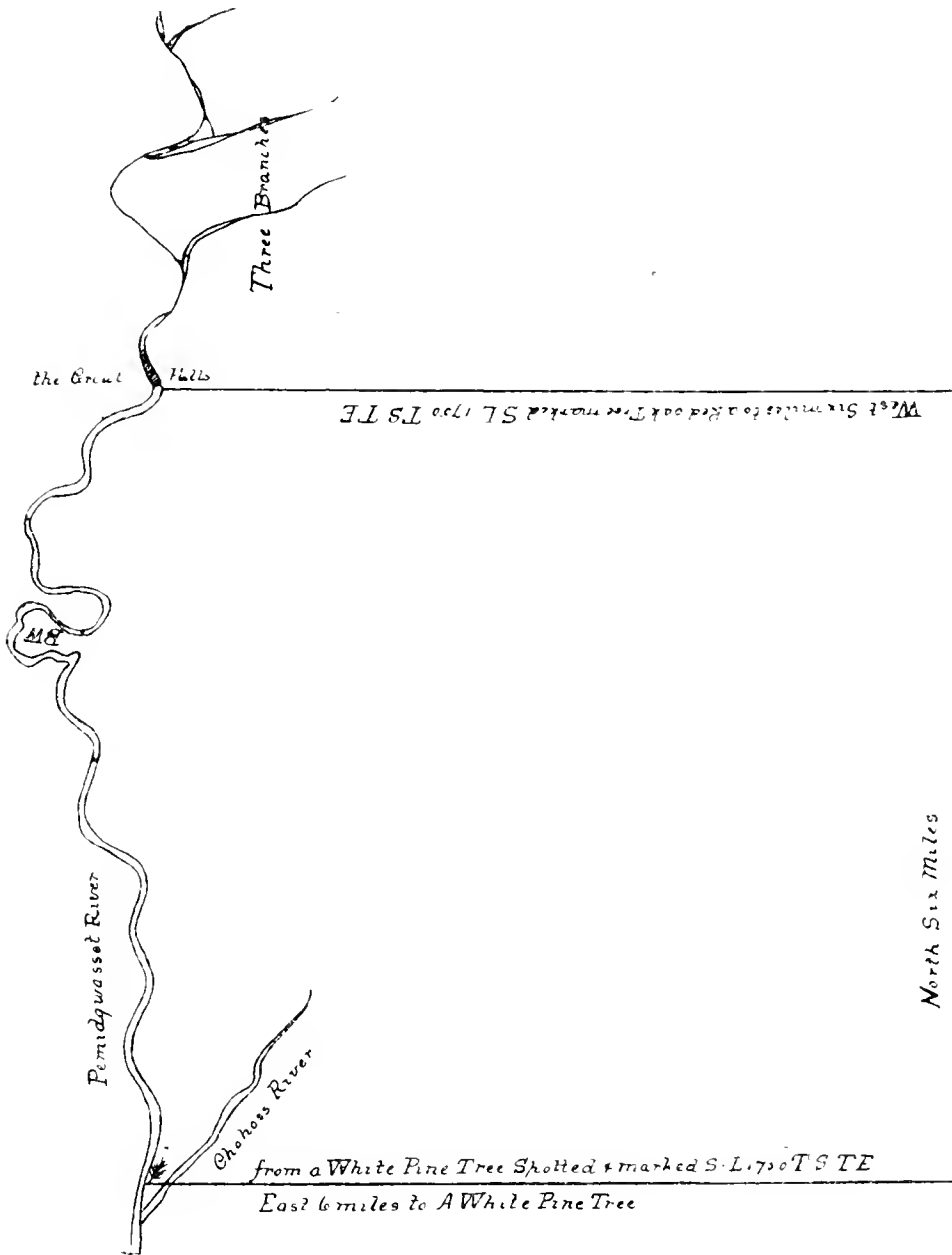 Three Branches
the Great Falls
West Six miles to a Red oak Tree marked SL 1750 TS TE
BW
Pemidgwasset River
North Six Miles
Chohoss River
from a White Pine Tree Spotted & marked S. L. 1750 T S TE
East 6 miles to A White Pine Tree